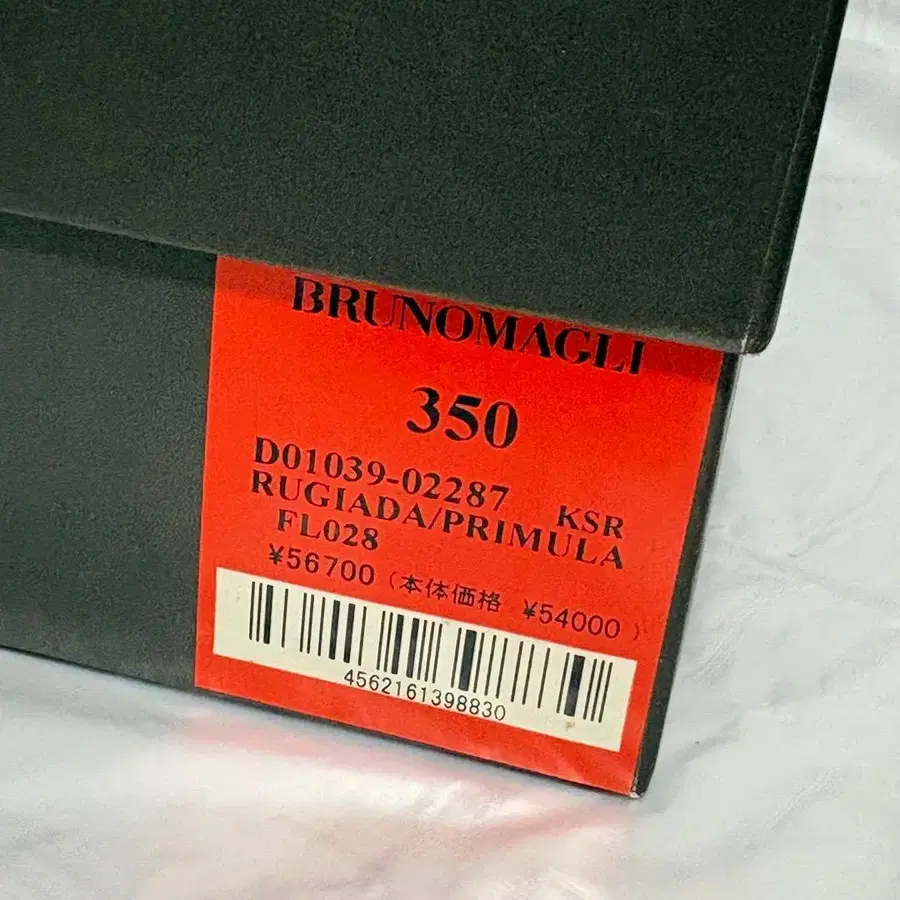 BRUNOMAGLI
350
D01039-02287 KSR
RUGIADA/PRIMULA
FL028
¥56700 (本体価格 ¥54000)
4562161398830